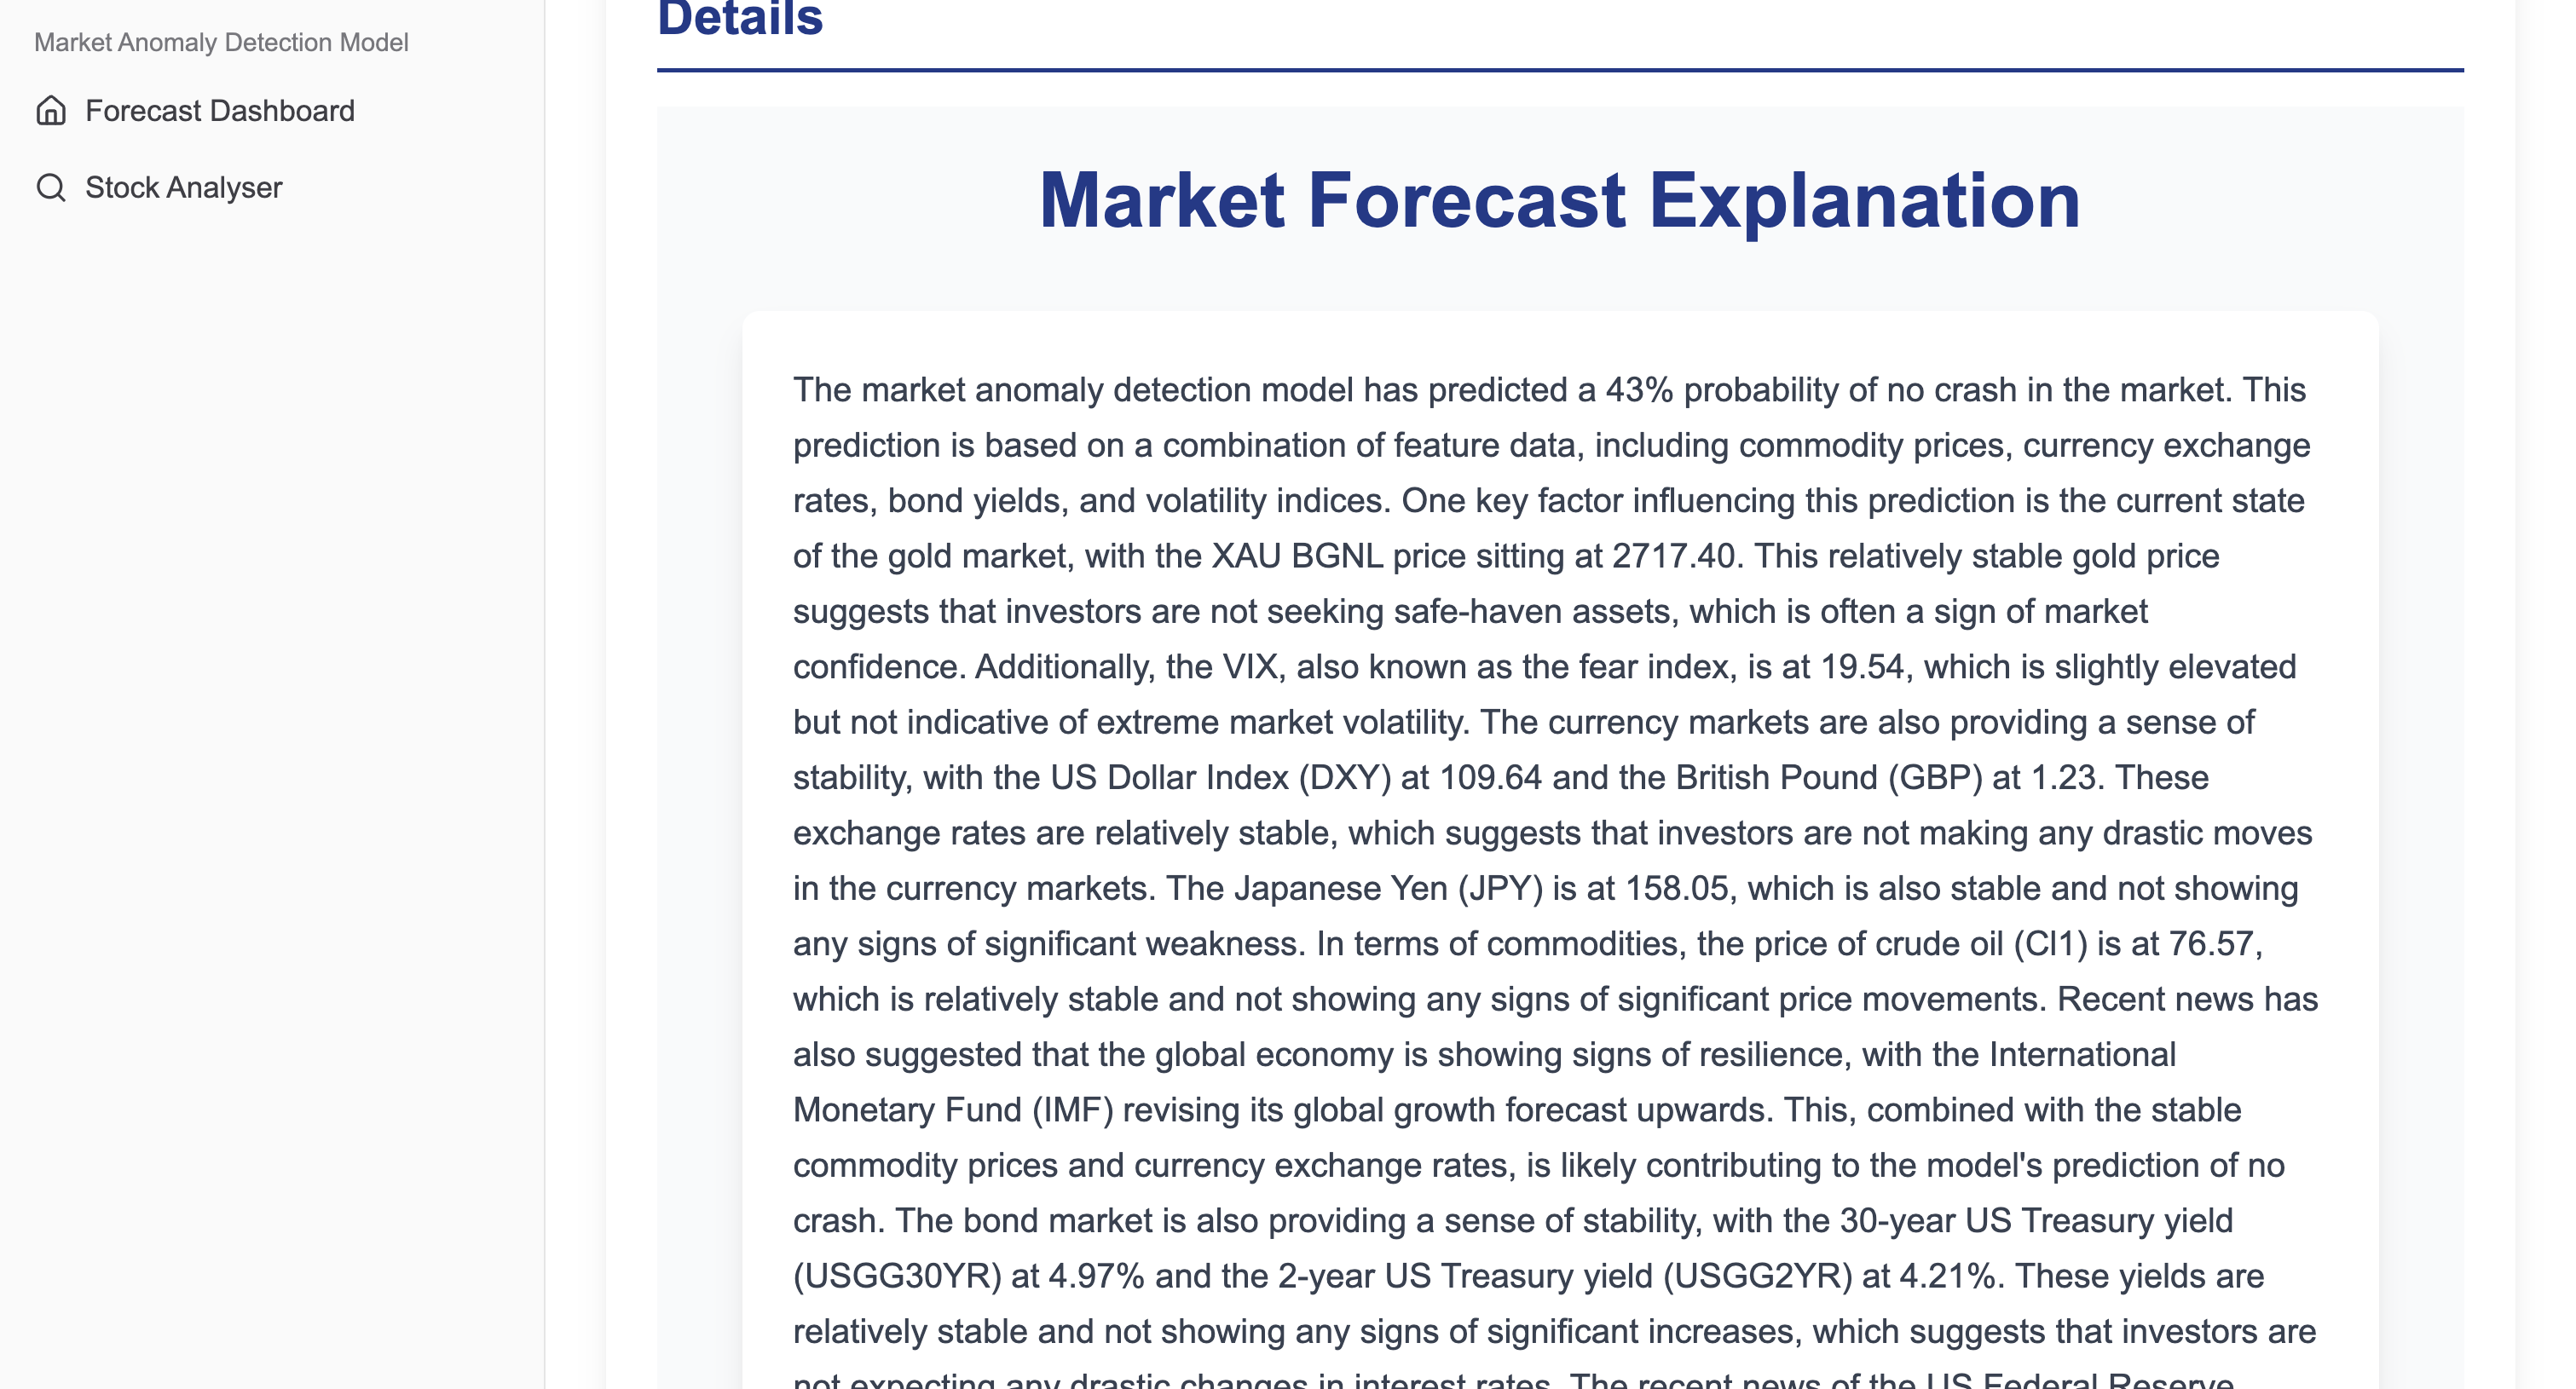 Details
Market Anomaly Detection Model
Forecast Dashboard
Stock Analyser
Market Forecast Explanation
The market anomaly detection model has predicted a 43% probability of no crash in the market. This
prediction is based on a combination of feature data, including commodity prices, currency exchange
rates, bond yields, and volatility indices. One key factor influencing this prediction is the current state
of the gold market, with the XAU BGNL price sitting at 2717.40. This relatively stable gold price
suggests that investors are not seeking safe-haven assets, which is often a sign of market
confidence. Additionally, the VIX, also known as the fear index, is at 19.54, which is slightly elevated
but not indicative of extreme market volatility. The currency markets are also providing a sense of
stability, with the US Dollar Index (DXY) at 109.64 and the British Pound (GBP) at 1.23. These
exchange rates are relatively stable, which suggests that investors are not making any drastic moves
in the currency markets. The Japanese Yen (JPY) is at 158.05, which is also stable and not showing
any signs of significant weakness. In terms of commodities, the price of crude oil (Cl1) is at 76.57,
which is relatively stable and not showing any signs of significant price movements. Recent news has
also suggested that the global economy is showing signs of resilience, with the International
Monetary Fund (IMF) revising its global growth forecast upwards. This, combined with the stable
commodity prices and currency exchange rates, is likely contributing to the model's prediction of no
crash. The bond market is also providing a sense of stability, with the 30-year US Treasury yield
(USGG30YR) at 4.97% and the 2-year US Treasury yield (USGG2YR) at 4.21%. These yields are
relatively stable and not showing any signs of significant increases, which suggests that investors are
not expecting any drastic changes in interest rates. The recent news of the US Federal Reserve